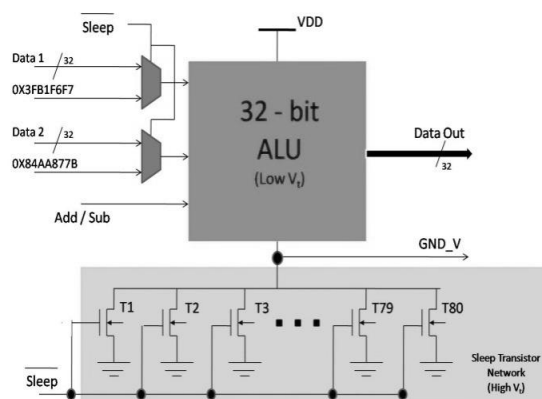 Sleep
VDD
Data 1
32
0X3FB1F6F7
Data 2
32
0X84AA877B
Add / Sub
32 - bit
ALU
(Low Vt)
Data Out
32
GND_V
T1
T2
T3
T79
T80
Sleep
Sleep Transistor
Network
(High Vt)